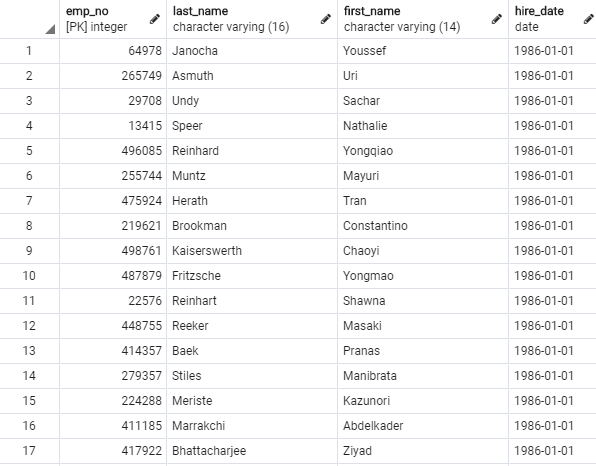 emp_no last_name first_name hire_date
[PK] integer character varying (16) character varying (14) date
1 64978 Janocha Youssef 1986-01-01
2 265749 Asmuth Uri 1986-01-01
3 29708 Undy Sachar 1986-01-01
4 13415 Speer Nathalie 1986-01-01
5 496085 Reinhard Yongqiao 1986-01-01
6 255744 Muntz Mayuri 1986-01-01
7 475924 Herath Tran 1986-01-01
8 219621 Brookman Constantino 1986-01-01
9 498761 Kaiserswerth Chaoyi 1986-01-01
10 487879 Fritzsche Yongmao 1986-01-01
11 22576 Reinhart Shawna 1986-01-01
12 448755 Reeker Masaki 1986-01-01
13 414357 Baek Pranas 1986-01-01
14 279357 Stiles Manibrata 1986-01-01
15 224288 Meriste Kazunori 1986-01-01
16 411185 Marrakchi Abdelkader 1986-01-01
17 417922 Bhattacharjee Ziyad 1986-01-01